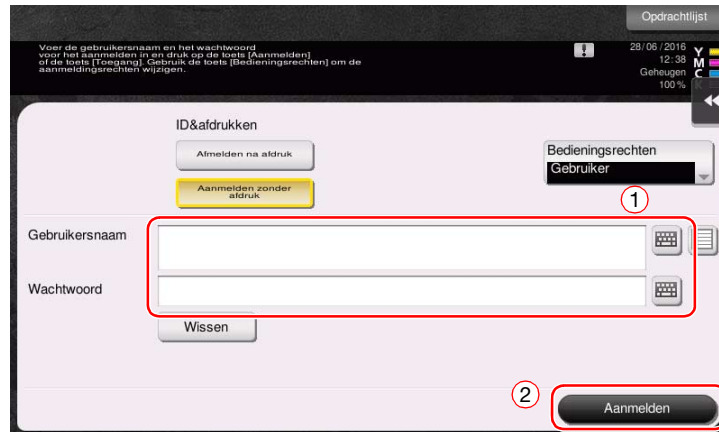 Opdrachtlijst
Voer de gebruikersnaam en het wachtwoord
voor het aanmelden in en druk op de toets [Aanmelden]
of de toets [Toegang]. Gebruik de toets [Bedieningsrechten] om de
aanmeldingsrechten wijzigen.
28/06/2016
12:38
Geheugen
100 %
Y
M
C
K
ID&afdrukken
Afmelden na afdruk
Bedieningsrechten
Gebruiker
Aanmelden zonder
afdruk
1
Gebruikersnaam
Wachtwoord
Wissen
2
Aanmelden